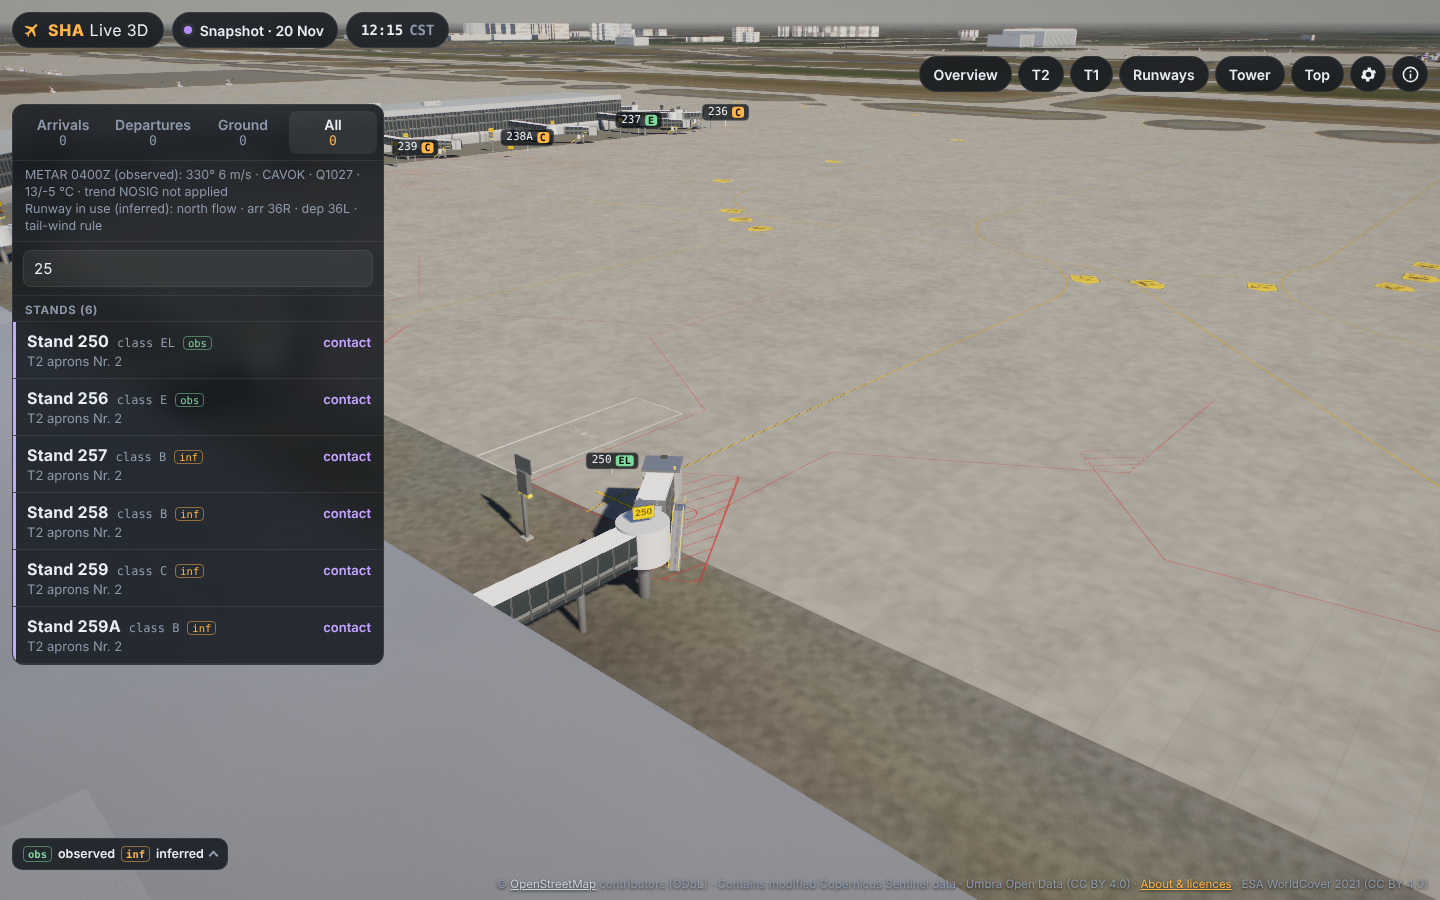 SHA Live 3D
Snapshot · 20 Nov
12:15 CST
Overview
T2
T1
Runways
Tower
Top
Arrivals
0
Departures
0
Ground
0
All
0
METAR 0400Z (observed): 330° 6 m/s · CAVOK · Q1027 ·
13/-5 °C · trend NOSIG not applied
Runway in use (inferred): north flow · arr 36R · dep 36L ·
tail-wind rule
25
STANDS (6)
Stand 250 class EL obs contact
T2 aprons Nr. 2
Stand 256 class E obs contact
T2 aprons Nr. 2
Stand 257 class B inf contact
T2 aprons Nr. 2
Stand 258 class B inf contact
T2 aprons Nr. 2
Stand 259 class C inf contact
T2 aprons Nr. 2
Stand 259A class B inf contact
T2 aprons Nr. 2
239 C
238A C
237 E
236 C
250 EL
250
obs observed inf inferred
© OpenStreetMap contributors (ODbL) · Contains modified Copernicus Sentinel data · Umbra Open Data (CC BY 4.0) · About & licences · ESA WorldCover 2021 (CC BY 4.0)